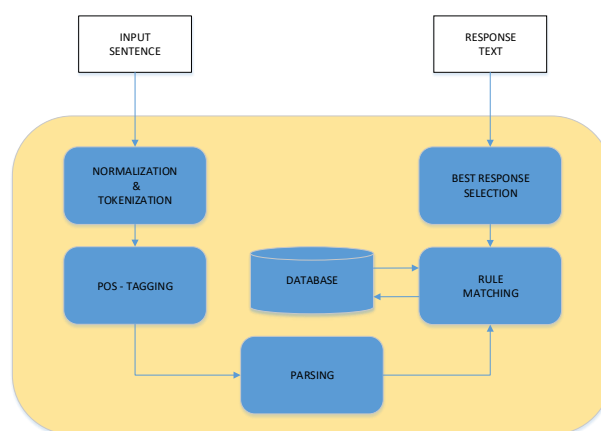 INPUT
SENTENCE
RESPONSE
TEXT
NORMALIZATION
&
TOKENIZATION
BEST RESPONSE
SELECTION
POS - TAGGING
DATABASE
RULE
MATCHING
PARSING